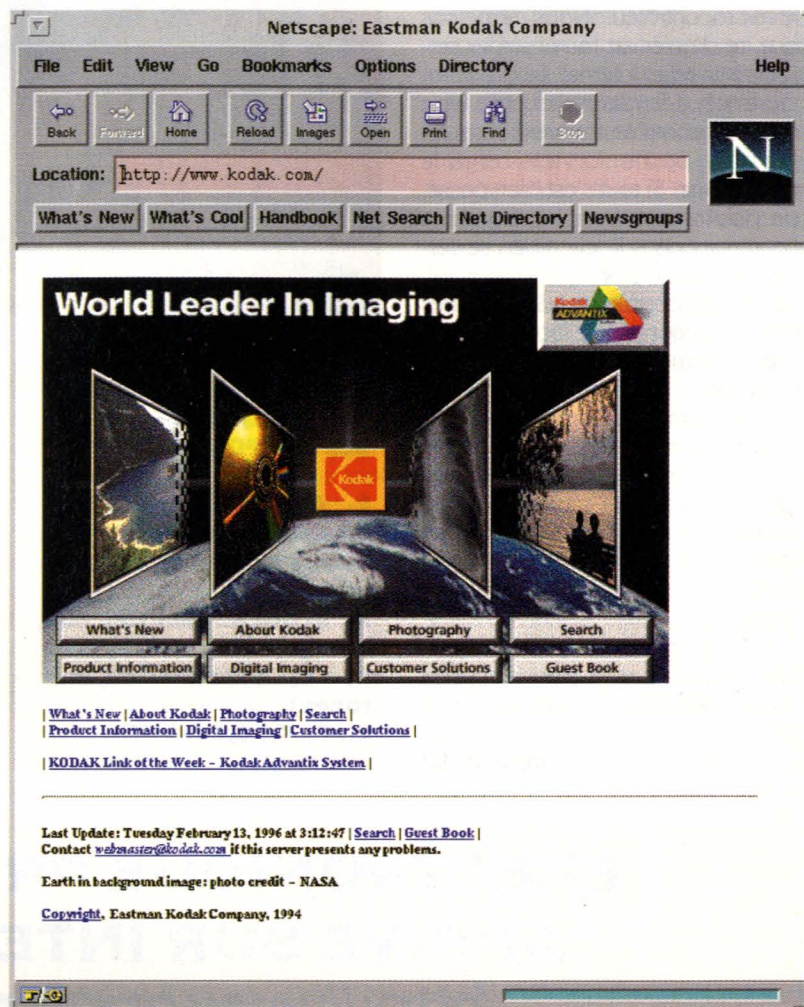 Netscape: Eastman Kodak Company
File Edit View Go Bookmarks Options Directory Help
Back Forward Home Reload Images Open Print Find Stop
N
Location: http://www.kodak.com/
What's New What's Cool Handbook Net Search Net Directory Newsgroups
World Leader In Imaging
Kodak
ADVANTIX
Kodak
What's New About Kodak Photography Search
Product Information Digital Imaging Customer Solutions Guest Book
| What's New | About Kodak | Photography | Search |
| Product Information | Digital Imaging | Customer Solutions |
| KODAK Link of the Week – Kodak Advantix System |
Last Update: Tuesday February 13, 1996 at 3:12:47 | Search | Guest Book |
Contact webmaster@kodak.com if this server presents any problems.
Earth in background image: photo credit – NASA
Copyright, Eastman Kodak Company, 1994